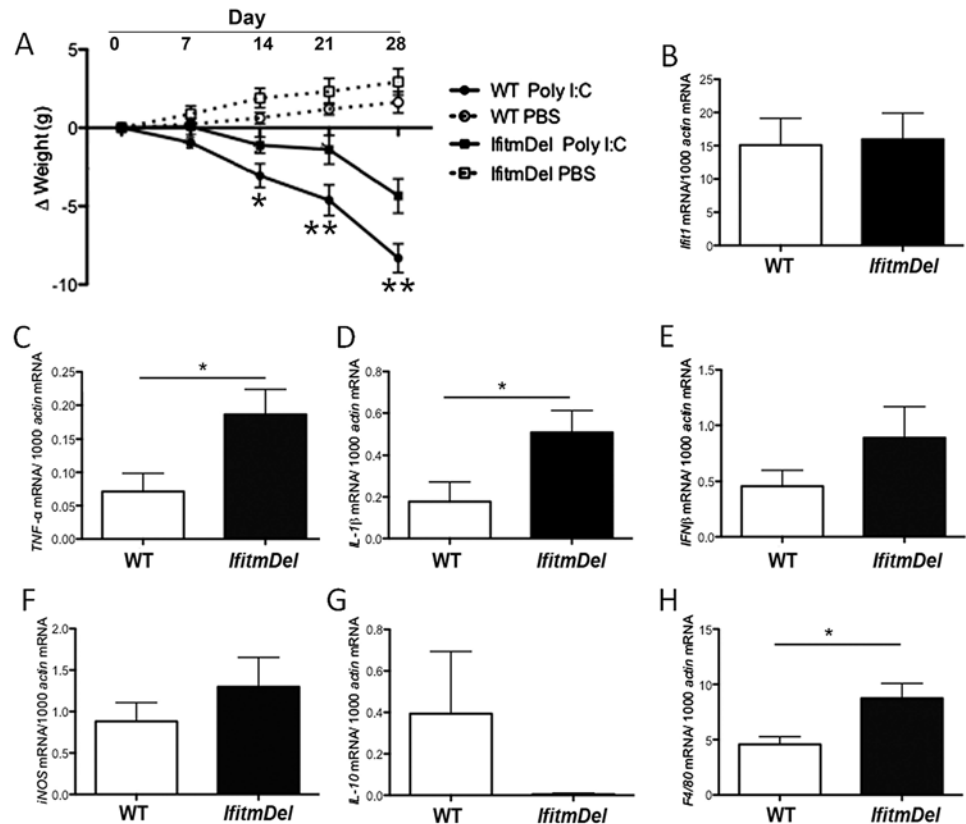 A
Day
0 7 14 21 28
5
0
-5
-10
Δ Weight (g)
*
**
**
WT Poly I:C
WT PBS
IfitmDel Poly I:C
IfitmDel PBS
B
Ifit1 mRNA/1000 actin mRNA
25
20
15
10
5
0
WT IfitmDel
C
TNF-α mRNA/ 1000 actin mRNA
0.25
0.20
0.15
0.10
0.05
0.00
*
WT IfitmDel
D
IL-1β mRNA/ 1000 actin mRNA
0.8
0.6
0.4
0.2
0.0
*
WT IfitmDel
E
IFNβ mRNA/ 1000 actin mRNA
1.5
1.0
0.5
0.0
WT IfitmDel
F
iNOS mRNA/1000 actin mRNA
2.0
1.5
1.0
0.5
0.0
WT IfitmDel
G
IL-10 mRNA/ 1000 actin mRNA
0.8
0.6
0.4
0.2
0.0
WT IfitmDel
H
F4/80 mRNA/ 1000 actin mRNA
15
10
5
0
*
WT IfitmDel